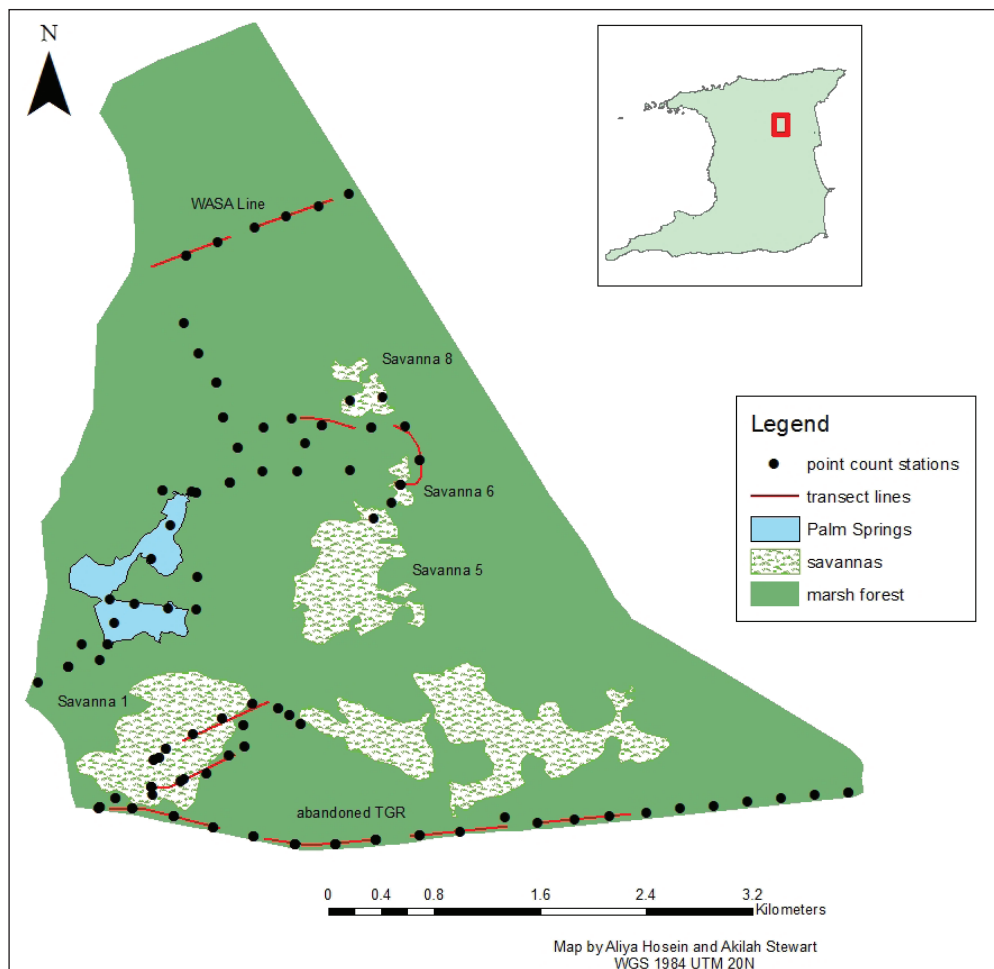 N
WASA Line
Savanna 8
Savanna 6
Savanna 5
Savanna 1
abandoned TGR
Legend
point count stations
transect lines
Palm Springs
savannas
marsh forest
0 0.4 0.8 1.6 2.4 3.2
Kilometers
Map by Aliya Hosein and Akilah Stewart
WGS 1984 UTM 20N